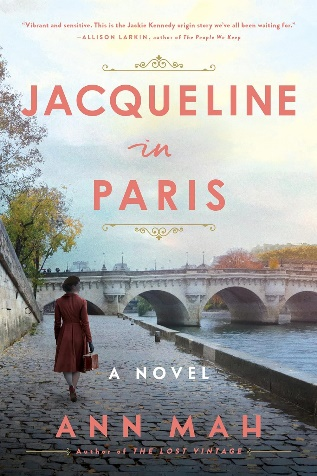 "Vibrant and sensitive. This is the Jackie Kennedy origin story we've all been waiting for."
—ALLISON LARKIN, author of The People We Keep
JACQUELINE
in
PARIS
A NOVEL
ANN MAH
Author of THE LOST VINTAGE